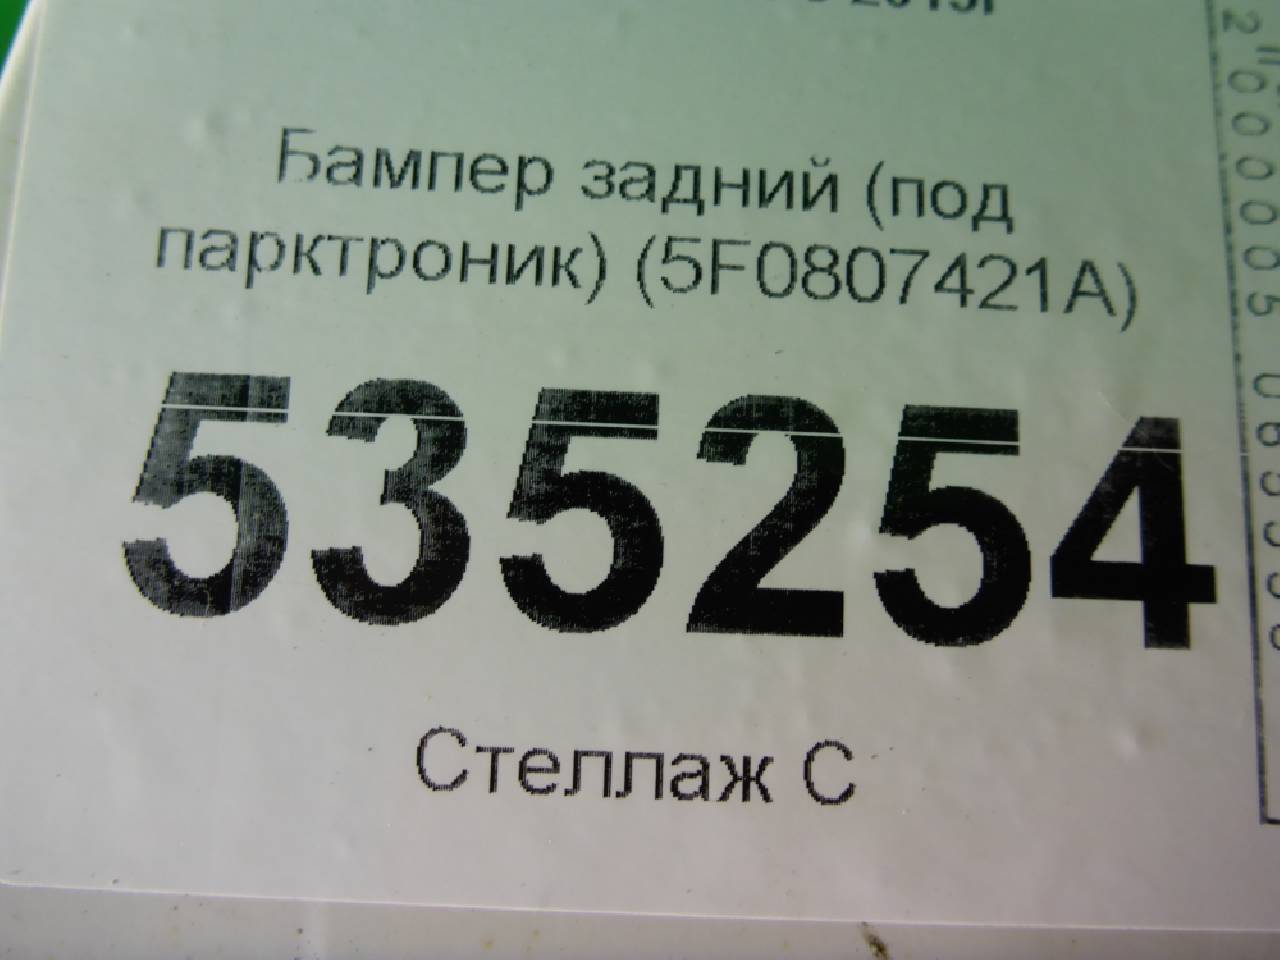 Бампер задний (под
парктроник) (5F0807421A)
535254
Стеллаж С